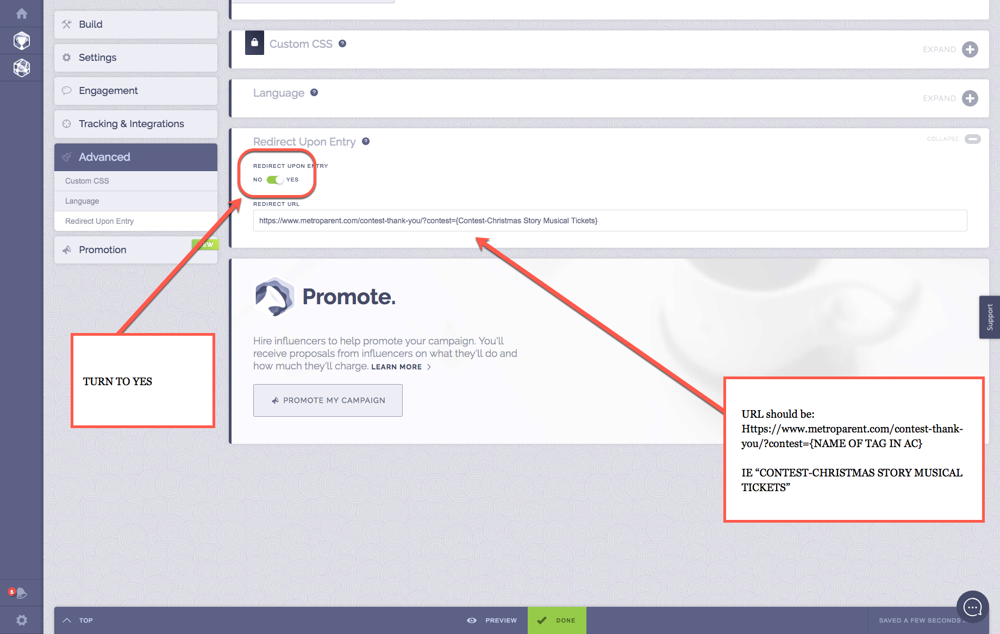 Build
Settings
Engagement
Tracking & Integrations
Advanced
Custom CSS
Language
Redirect Upon Entry
Promotion
5
Custom CSS ?
EXPAND
Language ?
EXPAND
Redirect Upon Entry ?
COLLAPSE
REDIRECT UPON ENTRY
NO YES
REDIRECT URL
https://www.metroparent.com/contest-thank-you/?contest={Contest-Christmas Story Musical Tickets}
Promote.
Hire influencers to help promote your campaign. You'll
receive proposals from influencers on what they'll do and
how much they'll charge. LEARN MORE >
PROMOTE MY CAMPAIGN
Support
TURN TO YES
URL should be:
Https://www.metroparent.com/contest-thank-
you/?contest={NAME OF TAG IN AC}
IE “CONTEST-CHRISTMAS STORY MUSICAL
TICKETS”
TOP
PREVIEW
DONE
SAVED A FEW SECONDS